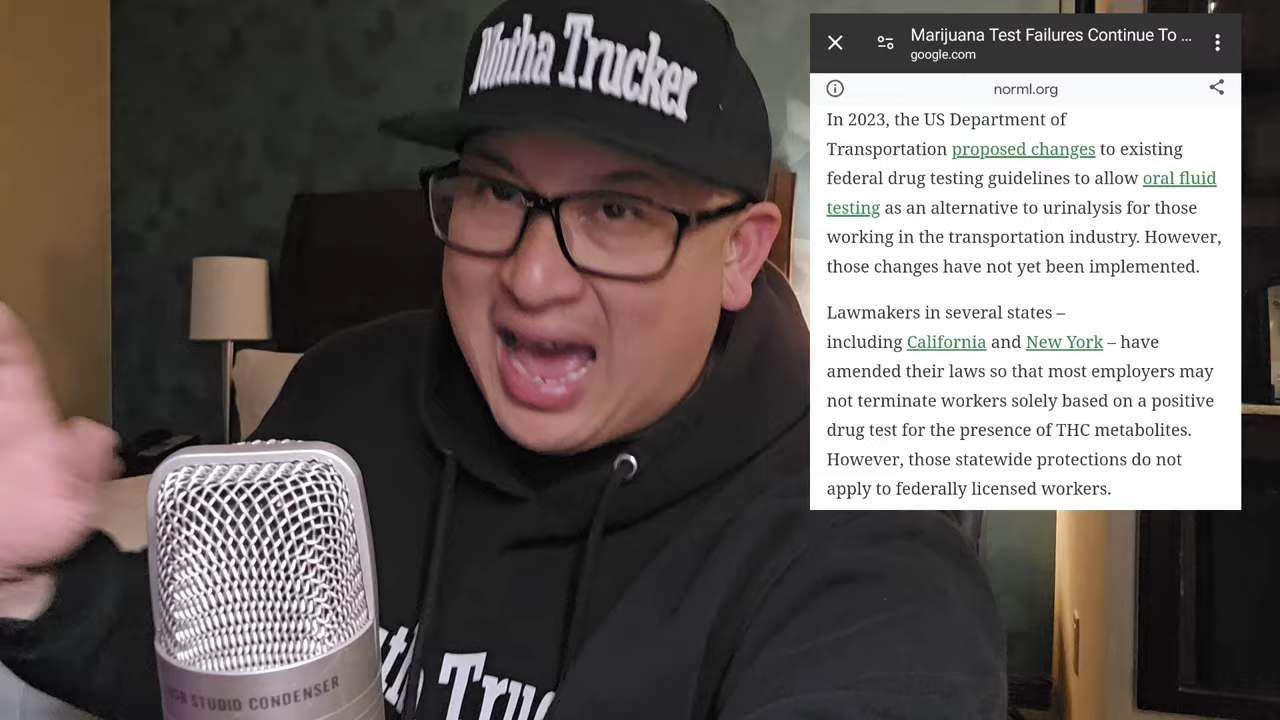 Mutha Trucker
Marijuana Test Failures Continue To ...
google.com
norml.org
In 2023, the US Department of
Transportation proposed changes to existing
federal drug testing guidelines to allow oral fluid
testing as an alternative to urinalysis for those
working in the transportation industry. However,
those changes have not yet been implemented.
Lawmakers in several states –
including California and New York – have
amended their laws so that most employers may
not terminate workers solely based on a positive
drug test for the presence of THC metabolites.
However, those statewide protections do not
apply to federally licensed workers.
USB STUDIO CONDENSER